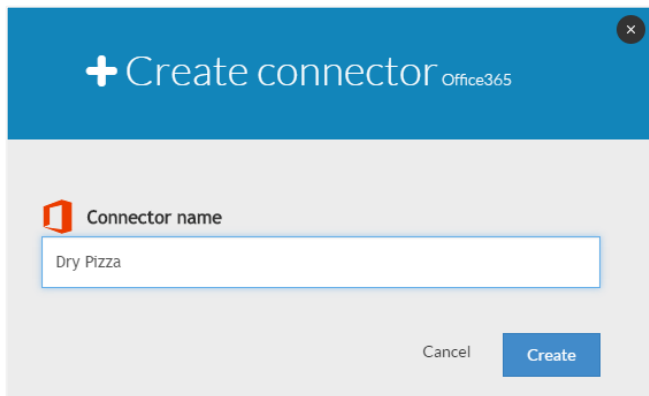 + Create connector Office365
Connector name
Dry Pizza
Cancel
Create